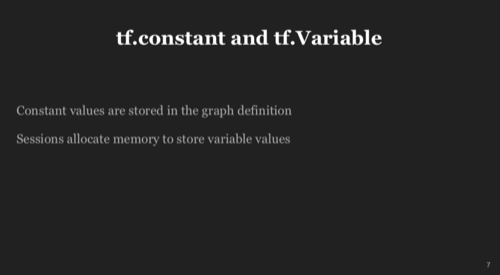 tf.constant and tf.Variable
Constant values are stored in the graph definition
Sessions allocate memory to store variable values
7